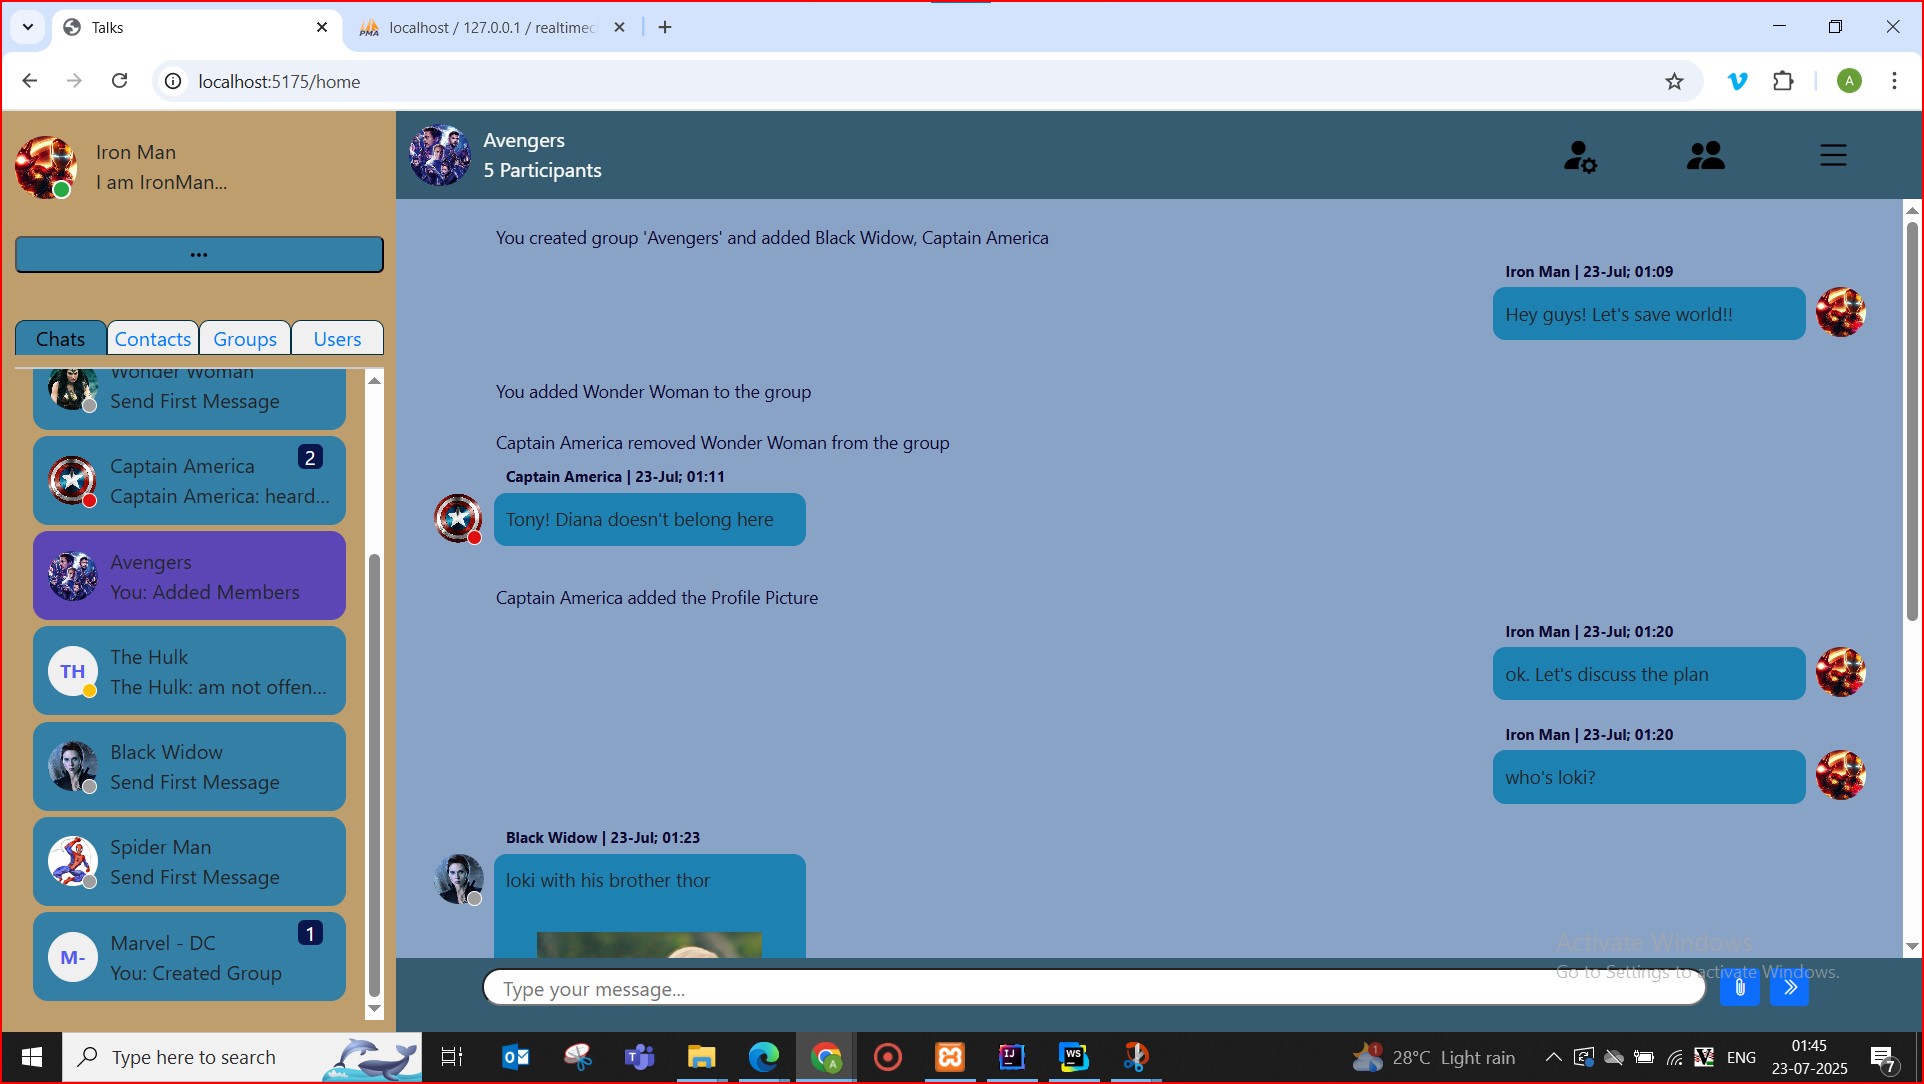 Talks
localhost / 127.0.0.1 / realtimec
localhost:5175/home
A
Iron Man
I am IronMan...
...
Chats
Contacts
Groups
Users
Wonder Woman
Send First Message
Captain America
2
Captain America: heard...
Avengers
You: Added Members
TH
The Hulk
The Hulk: am not offen...
Black Widow
Send First Message
Spider Man
Send First Message
M-
Marvel - DC
1
You: Created Group
Avengers
5 Participants
You created group 'Avengers' and added Black Widow, Captain America
Iron Man | 23-Jul; 01:09
Hey guys! Let's save world!!
You added Wonder Woman to the group
Captain America removed Wonder Woman from the group
Captain America | 23-Jul; 01:11
Tony! Diana doesn't belong here
Captain America added the Profile Picture
Iron Man | 23-Jul; 01:20
ok. Let's discuss the plan
Iron Man | 23-Jul; 01:20
who's loki?
Black Widow | 23-Jul; 01:23
loki with his brother thor
Activate Windows
Go to Settings to activate Windows.
Type your message...
Type here to search
28°C Light rain
ENG
01:45
23-07-2025
7